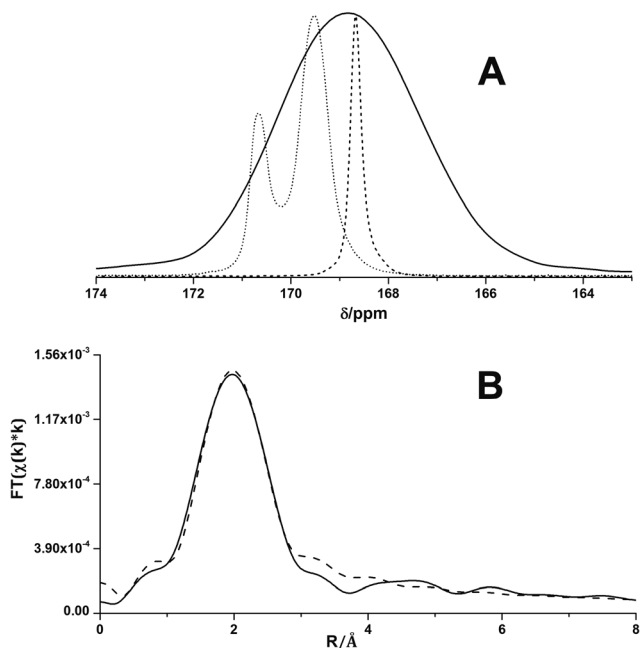 A
174 172 170 168 166 164
δ/ppm
B
1.56x10⁻³
1.17x10⁻³
7.80x10⁻⁴
3.90x10⁻⁴
0.00
FT(χ(k)*k)
0 2 4 6 8
R/Å